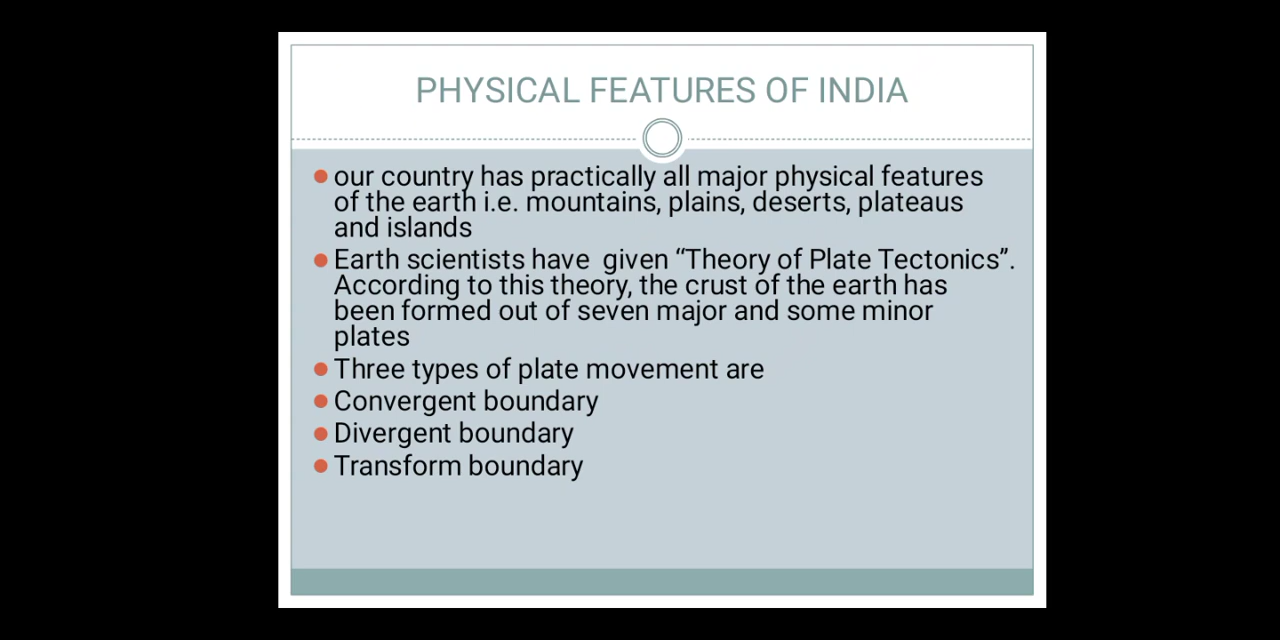 PHYSICAL FEATURES OF INDIA
our country has practically all major physical features
of the earth i.e. mountains, plains, deserts, plateaus
and islands
Earth scientists have  given “Theory of Plate Tectonics”.
According to this theory, the crust of the earth has
been formed out of seven major and some minor
plates
Three types of plate movement are
Convergent boundary
Divergent boundary
Transform boundary